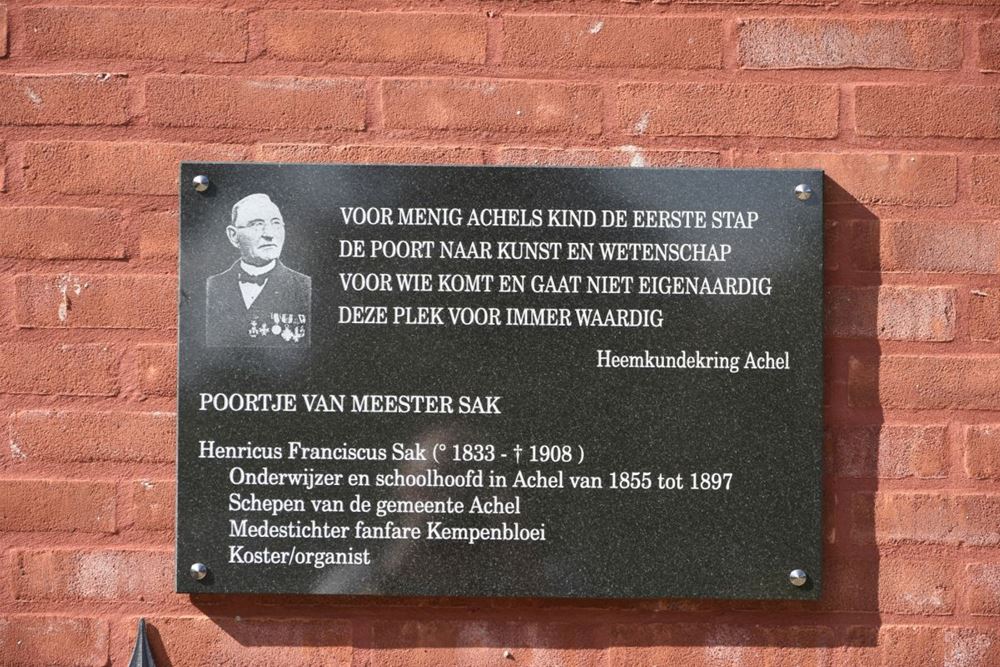 VOOR MENIG ACHELS KIND DE EERSTE STAP
DE POORT NAAR KUNST EN WETENSCHAP
VOOR WIE KOMT EN GAAT NIET EIGENAARDIG
DEZE PLEK VOOR IMMER WAARDIG
Heemkundekring Achel
POORTJE VAN MEESTER SAK
Henricus Franciscus Sak (° 1833 - † 1908 )
Onderwijzer en schoolhoofd in Achel van 1855 tot 1897
Schepen van de gemeente Achel
Medestichter fanfare Kempenbloei
Koster/organist